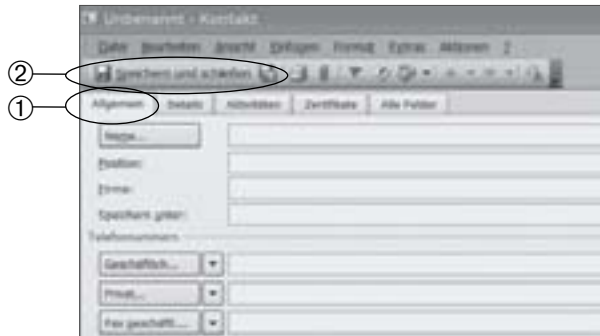 Unbenannt - Kontakt
Datei Bearbeiten Ansicht Einfügen Format Extras Aktionen ?
② Speichern und schließen
① Allgemein Details Aktivitäten Zertifikate Alle Felder
Name...
Position:
Firma:
Speichern unter:
Telefonnummern
Geschäftlich...
Privat...
Fax geschäftl....